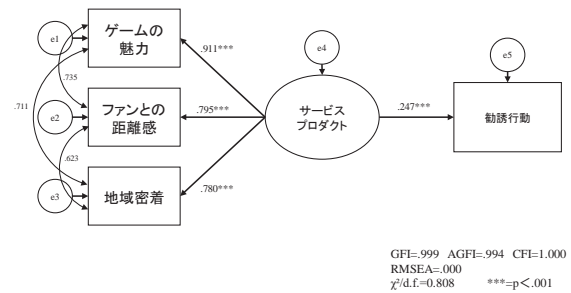 e1
ゲームの
魅力
.911***
e4
e5
.735
.711
e2
ファンとの
距離感
.795***
サービス
プロダクト
.247***
勧誘行動
.623
e3
地域密着
.780***
GFI=.999 AGFI=.994 CFI=1.000
RMSEA=.000
χ²/d.f.=0.808 ***=p＜.001